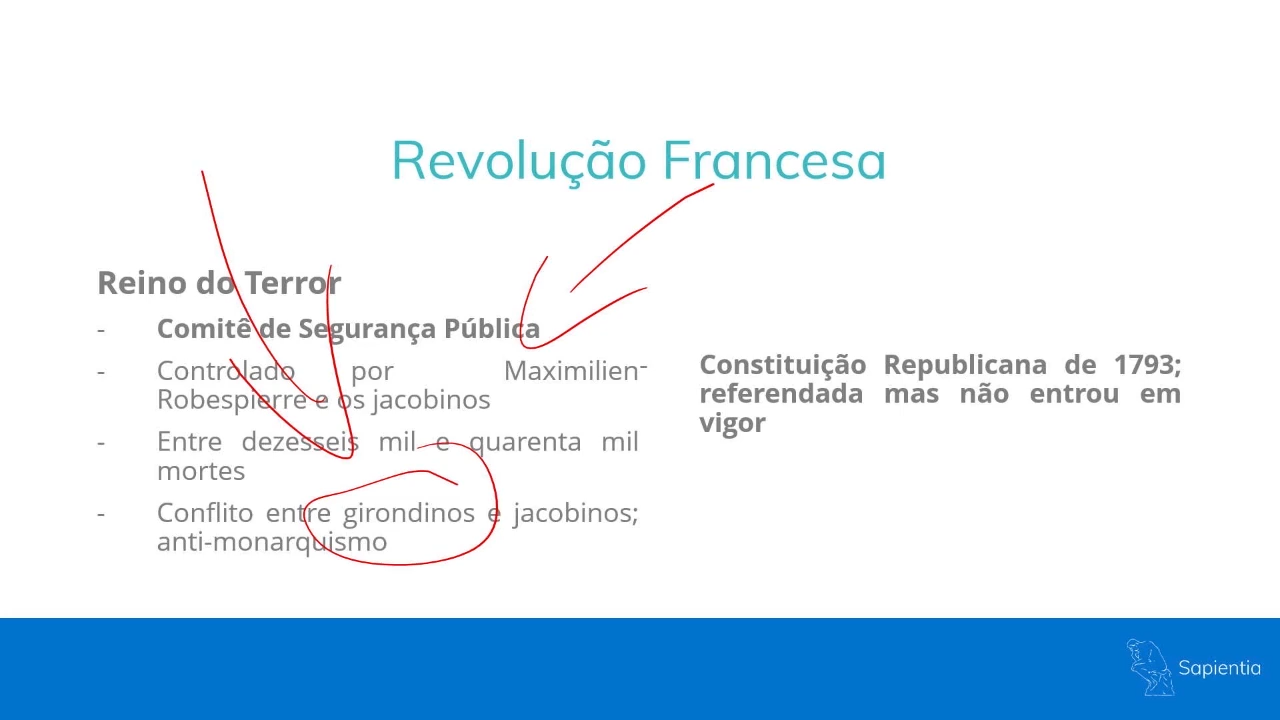 Revolução Francesa
Reino do Terror
- Comitê de Segurança Pública
- Controlado por Maximilien-
Robespierre e os jacobinos
- Entre dezesseis mil e quarenta mil
mortes
- Conflito entre girondinos e jacobinos;
anti-monarquismo
Constituição Republicana de 1793;
referendada mas não entrou em
vigor
Sapientia